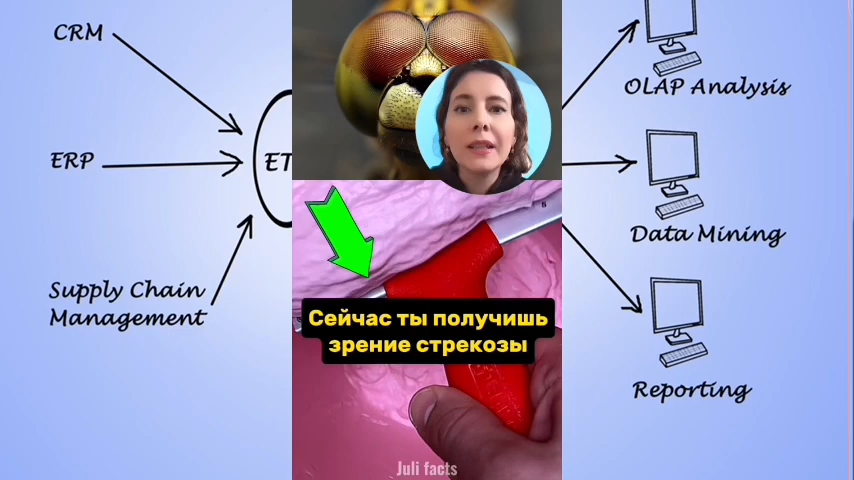 CRM
ERP
ET
Supply Chain
Management
Сейчас ты получишь
зрение стрекозы
Juli facts
OLAP Analysis
Data Mining
Reporting